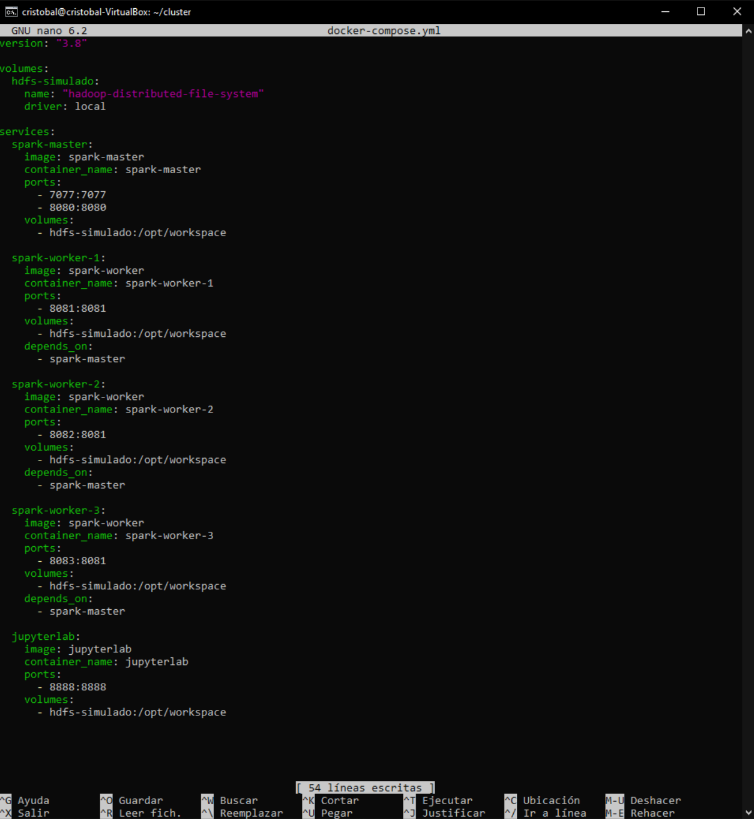 cristobal@cristobal-VirtualBox: ~/cluster
GNU nano 6.2 docker-compose.yml
version: "3.8"

volumes:
  hdfs-simulado:
    name: "hadoop-distributed-file-system"
    driver: local

services:
  spark-master:
    image: spark-master
    container_name: spark-master
    ports:
      - 7077:7077
      - 8080:8080
    volumes:
      - hdfs-simulado:/opt/workspace

  spark-worker-1:
    image: spark-worker
    container_name: spark-worker-1
    ports:
      - 8081:8081
    volumes:
      - hdfs-simulado:/opt/workspace
    depends_on:
      - spark-master

  spark-worker-2:
    image: spark-worker
    container_name: spark-worker-2
    ports:
      - 8082:8081
    volumes:
      - hdfs-simulado:/opt/workspace
    depends_on:
      - spark-master

  spark-worker-3:
    image: spark-worker
    container_name: spark-worker-3
    ports:
      - 8083:8081
    volumes:
      - hdfs-simulado:/opt/workspace
    depends_on:
      - spark-master

  jupyterlab:
    image: jupyterlab
    container_name: jupyterlab
    ports:
      - 8888:8888
    volumes:
      - hdfs-simulado:/opt/workspace

[ 54 líneas escritas ]
^G Ayuda ^O Guardar ^W Buscar ^K Cortar ^T Ejecutar ^C Ubicación M-U Deshacer
^X Salir ^R Leer fich. ^\ Reemplazar ^U Pegar ^J Justificar ^/ Ir a línea M-E Rehacer